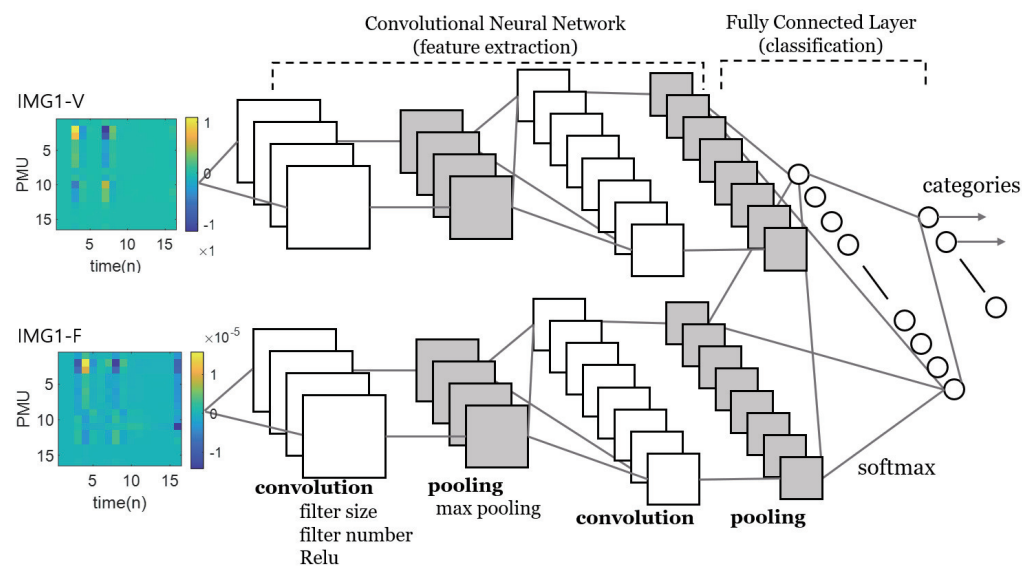 Convolutional Neural Network
(feature extraction)
Fully Connected Layer
(classification)
IMG1-V
PMU
5
10
15
5
10
15
time(n)
1
0
-1
×1
categories
IMG1-F
PMU
5
10
15
5
10
15
time(n)
×10⁻⁵
1
0
-1
convolution
filter size
filter number
Relu
pooling
max pooling
convolution
pooling
softmax